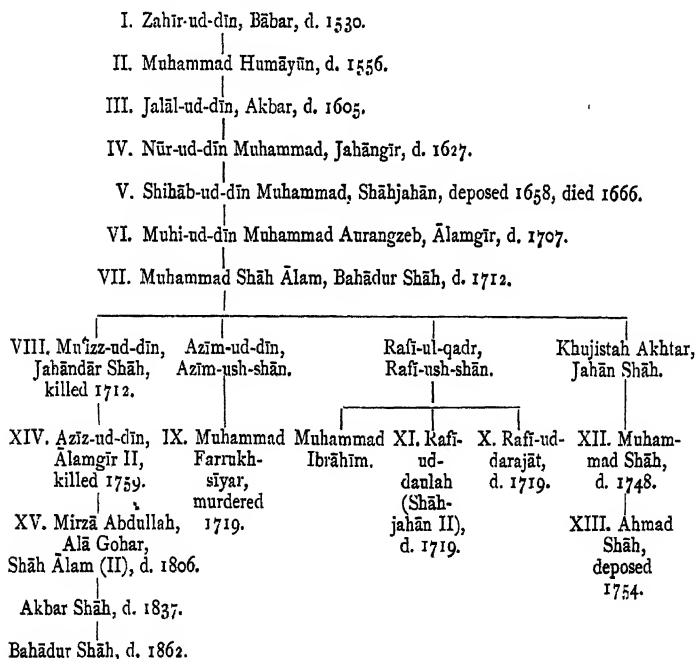 I. Zahīr-ud-dīn, Bābar, d. 1530.
II. Muhammad Humāyūn, d. 1556.
III. Jalāl-ud-dīn, Akbar, d. 1605.
IV. Nūr-ud-dīn Muhammad, Jahāngīr, d. 1627.
V. Shihāb-ud-dīn Muhammad, Shāhjahān, deposed 1658, died 1666.
VI. Muhi-ud-dīn Muhammad Aurangzeb, Ālamgīr, d. 1707.
VII. Muhammad Shāh Ālam, Bahādur Shāh, d. 1712.
VIII. Mu'izz-ud-dīn,
Jahāndār Shāh,
killed 1712.
Azīm-ud-dīn,
Azīm-ush-shān.
Rafī-ul-qadr,
Rafī-ush-shān.
Khujistah Akhtar,
Jahān Shāh.
XIV. Azīz-ud-dīn,
Ālamgīr II,
killed 1759.
IX. Muhammad
Farrukh-
sīyar,
murdered
1719.
Muhammad
Ibrāhīm.
XI. Rafī-
ud-
daulah
(Shāh-
jahān II),
d. 1719.
X. Rafī-ud-
darajāt,
d. 1719.
XII. Muham-
mad Shāh,
d. 1748.
XV. Mirzā Abdullah,
Alā Gohar,
Shāh Ālam (II), d. 1806.
XIII. Ahmad
Shāh,
deposed
1754.
Akbar Shāh, d. 1837.
Bahādur Shāh, d. 1862.